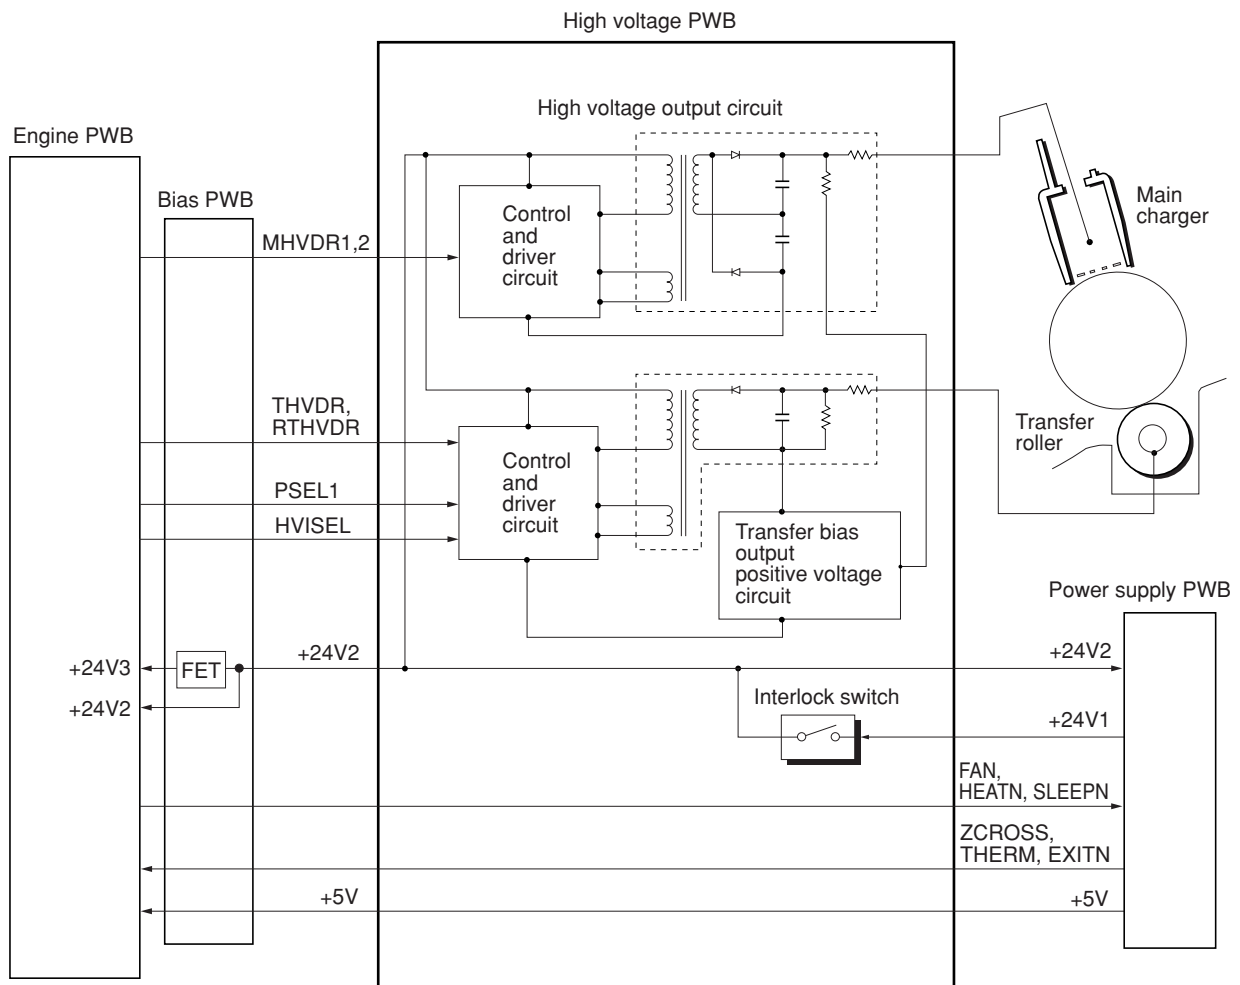 High voltage PWB
High voltage output circuit
Engine PWB
Bias PWB
Control
and
driver
circuit
Main
charger
MHVDR1,2
THVDR,
RTHVDR
Transfer
roller
Control
and
driver
circuit
PSEL1
HVISEL
Transfer bias
output
positive voltage
circuit
Power supply PWB
+24V3
FET
+24V2
+24V2
+24V2
Interlock switch
+24V1
FAN,
HEATN, SLEEPN
ZCROSS,
THERM, EXITN
+5V
+5V